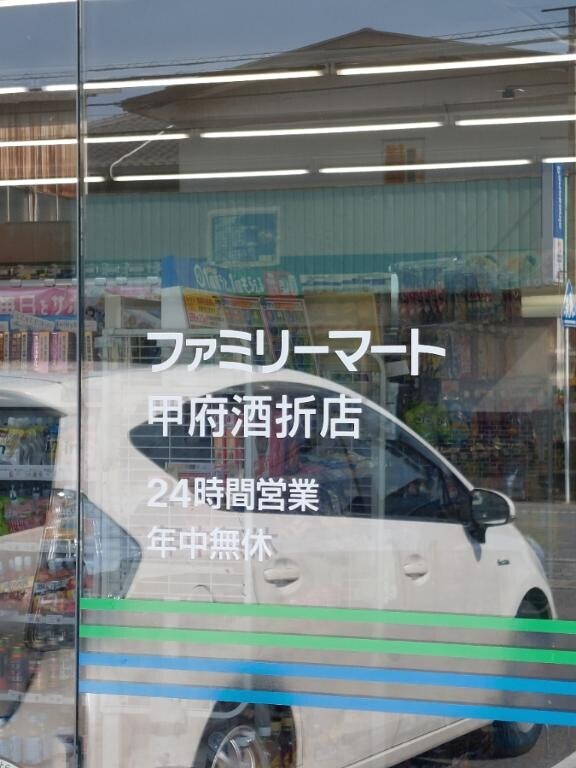 ファミリーマート
甲府酒折店
24時間営業
年中無休